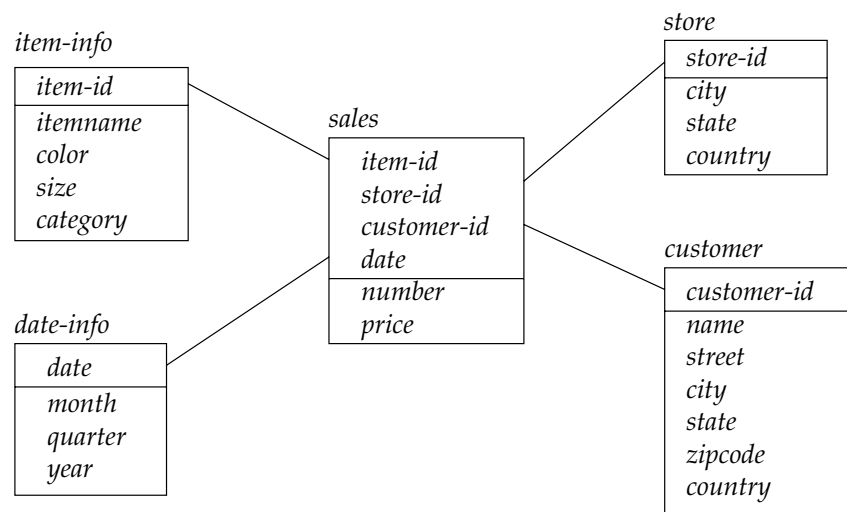 item-info
item-id
itemname
color
size
category
date-info
date
month
quarter
year
sales
item-id
store-id
customer-id
date
number
price
store
store-id
city
state
country
customer
customer-id
name
street
city
state
zipcode
country